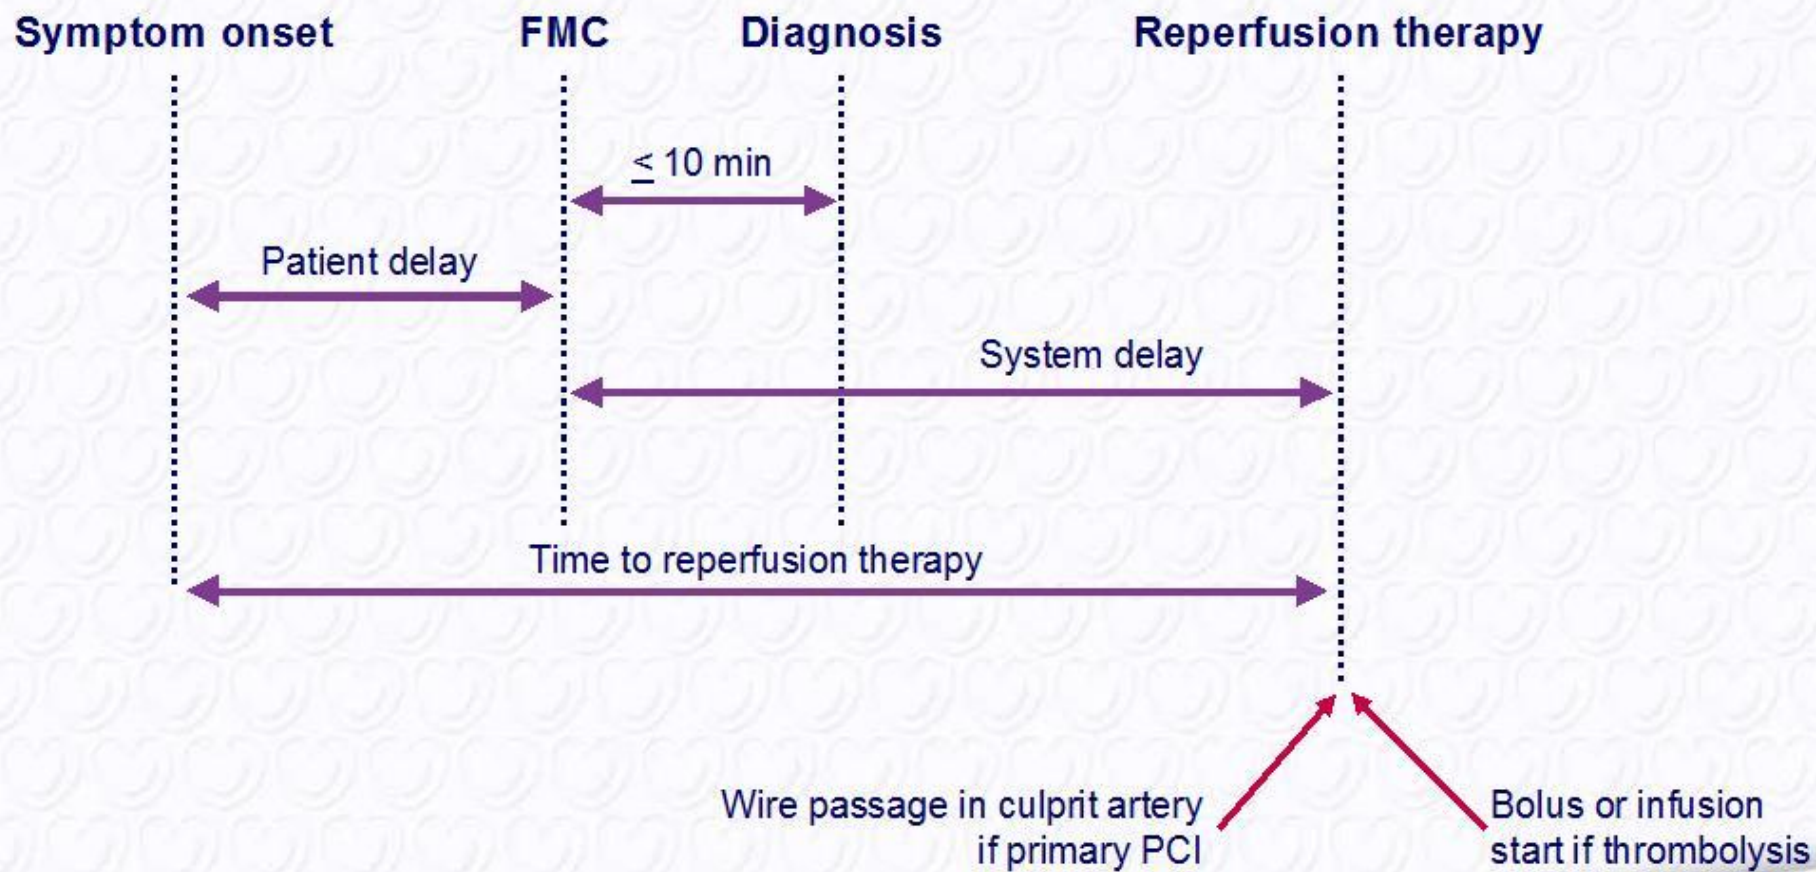 Symptom onset
FMC
Diagnosis
Reperfusion therapy
≤ 10 min
Patient delay
System delay
Time to reperfusion therapy
Wire passage in culprit artery
if primary PCI
Bolus or infusion
start if thrombolysis